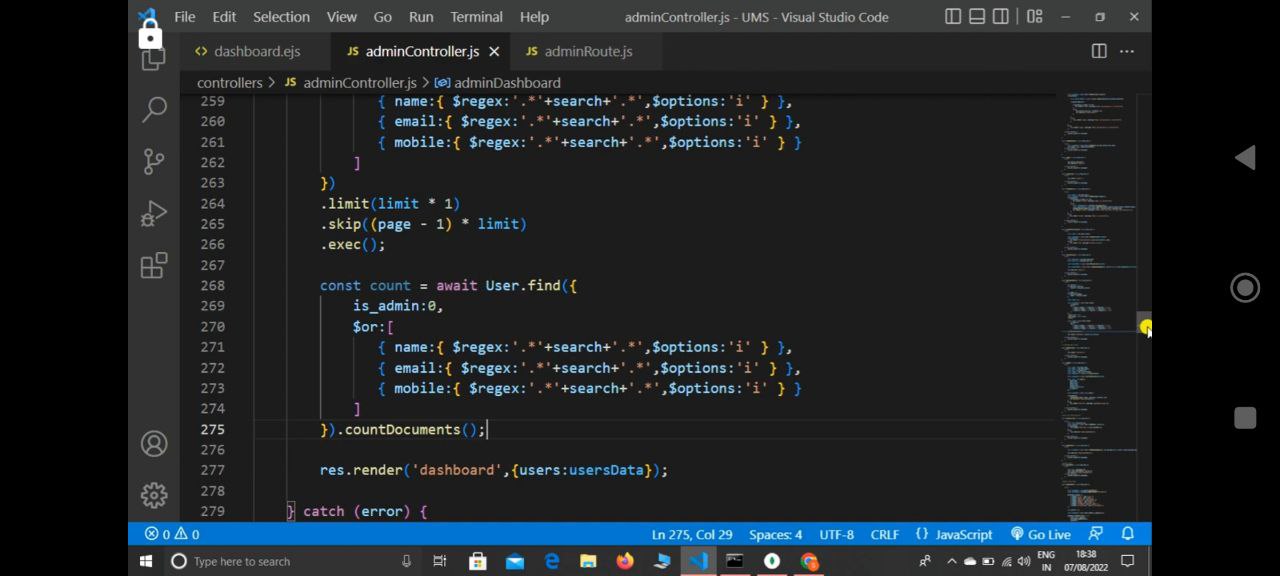 File Edit Selection View Go Run Terminal Help adminController.js - UMS - Visual Studio Code
<> dashboard.ejs JS adminController.js × JS adminRoute.js
controllers > JS adminController.js > adminDashboard
259 { name:{ $regex:'.*'+search+'.*',$options:'i' } },
260 { email:{ $regex:'.*'+search+'.*',$options:'i' } },
261 { mobile:{ $regex:'.*'+search+'.*',$options:'i' } }
262 ]
263 })
264 .limit(limit * 1)
265 .skip((page - 1) * limit)
266 .exec();
267
268 const count = await User.find({
269 is_admin:0,
270 $or:[
271 { name:{ $regex:'.*'+search+'.*',$options:'i' } },
272 { email:{ $regex:'.*'+search+'.*',$options:'i' } },
273 { mobile:{ $regex:'.*'+search+'.*',$options:'i' } }
274 ]
275 }).countDocuments();
276
277 res.render('dashboard',{users:usersData});
278
279 } catch (error) {
0 0 Ln 275, Col 29 Spaces: 4 UTF-8 CRLF {} JavaScript Go Live
Type here to search ENG 18:38
IN 07/08/2022